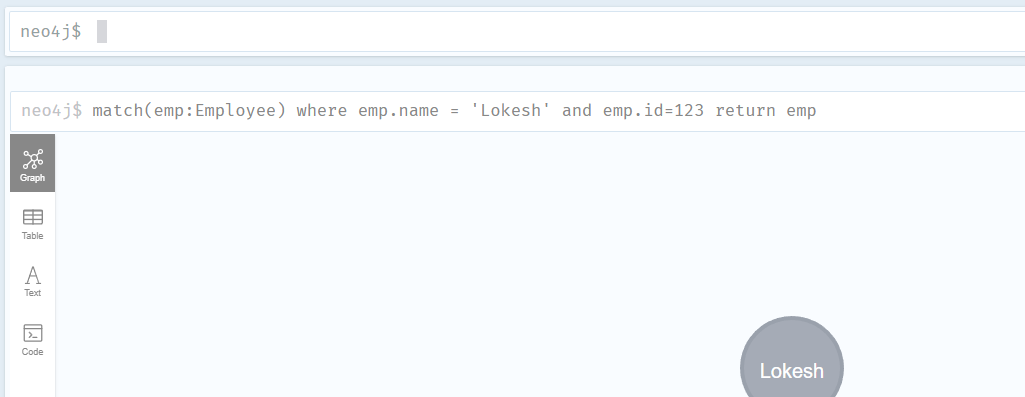 neo4j$
neo4j$ match(emp:Employee) where emp.name = 'Lokesh' and emp.id=123 return emp
Graph
Table
Text
Code
Lokesh